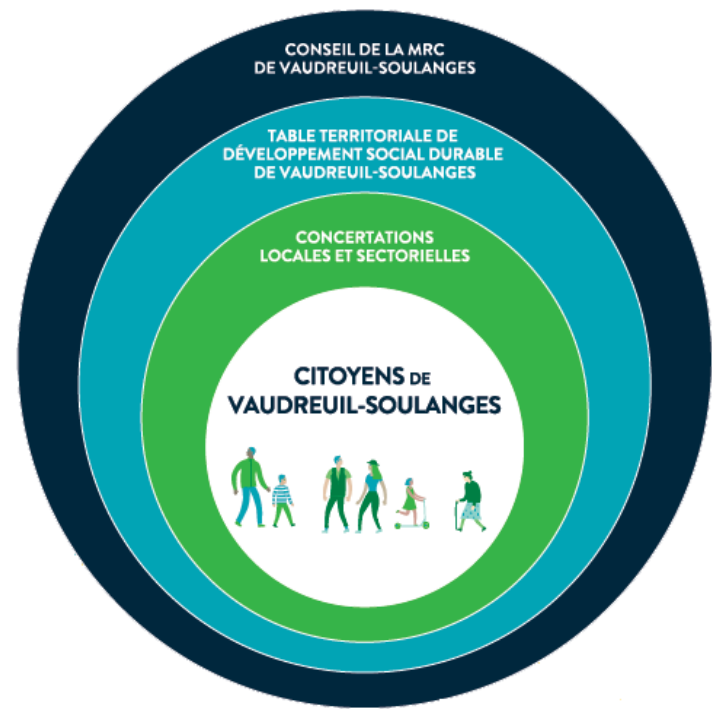 CONSEIL DE LA MRC
DE VAUDREUIL-SOULANGES
TABLE TERRITORIALE DE
DÉVELOPPEMENT SOCIAL DURABLE
DE VAUDREUIL-SOULANGES
CONCERTATIONS
LOCALES ET SECTORIELLES
CITOYENS DE
VAUDREUIL-SOULANGES